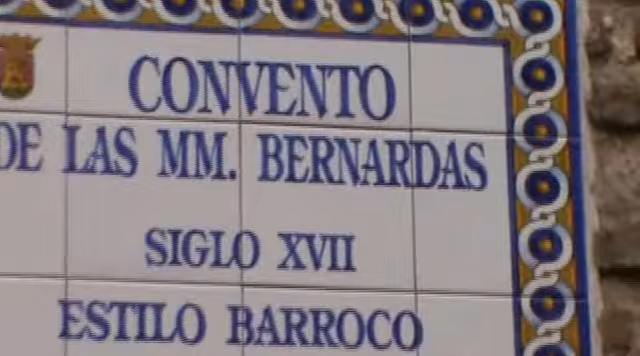 CONVENTO
DE LAS MM. BERNARDAS
SIGLO XVII
ESTILO BARROCO